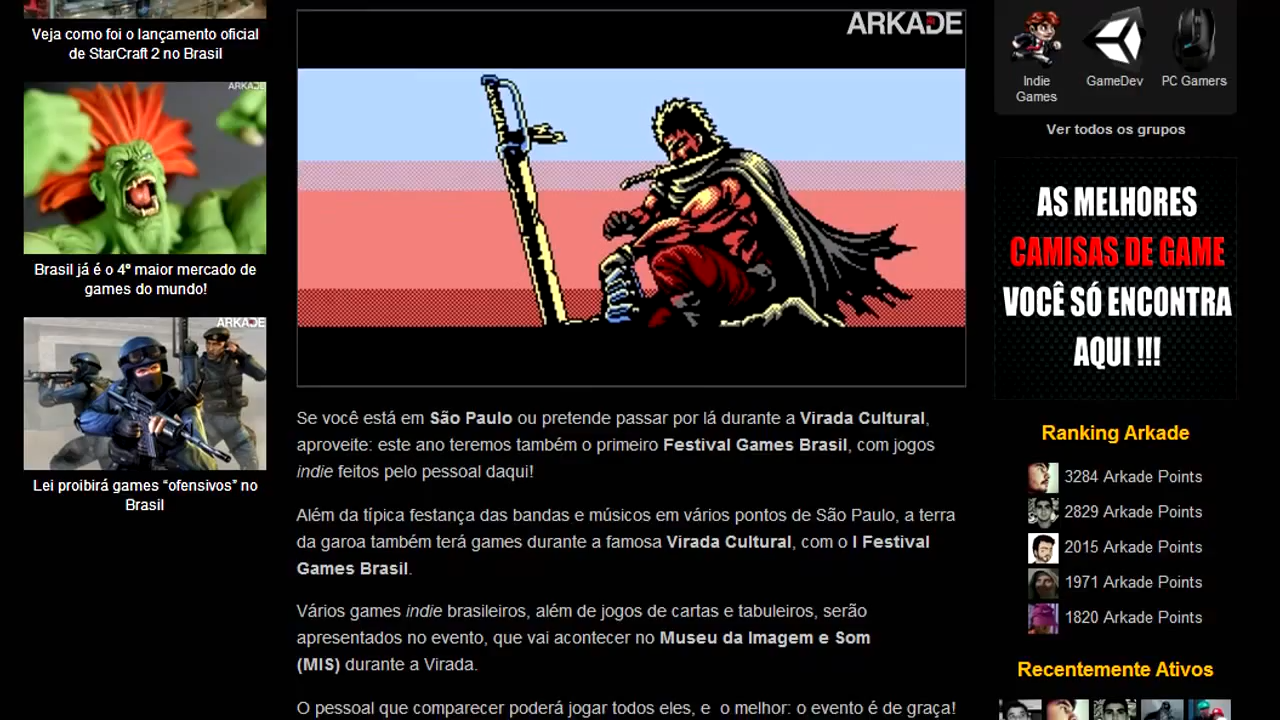 Veja como foi o lançamento oficial
de StarCraft 2 no Brasil
ARKADE
Brasil já é o 4º maior mercado de
games do mundo!
ARKADE
Lei proibirá games “ofensivos” no
Brasil
ARKADE
Se você está em São Paulo ou pretende passar por lá durante a Virada Cultural,
aproveite: este ano teremos também o primeiro Festival Games Brasil, com jogos
indie feitos pelo pessoal daqui!
Além da típica festança das bandas e músicos em vários pontos de São Paulo, a terra
da garoa também terá games durante a famosa Virada Cultural, com o I Festival
Games Brasil.
Vários games indie brasileiros, além de jogos de cartas e tabuleiros, serão
apresentados no evento, que vai acontecer no Museu da Imagem e Som
(MIS) durante a Virada.
O pessoal que comparecer poderá jogar todos eles, e o melhor: o evento é de graça!
Indie
Games
GameDev
PC Gamers
Ver todos os grupos
AS MELHORES
CAMISAS DE GAME
VOCÊ SÓ ENCONTRA
AQUI !!!
Ranking Arkade
3284 Arkade Points
2829 Arkade Points
2015 Arkade Points
1971 Arkade Points
1820 Arkade Points
Recentemente Ativos